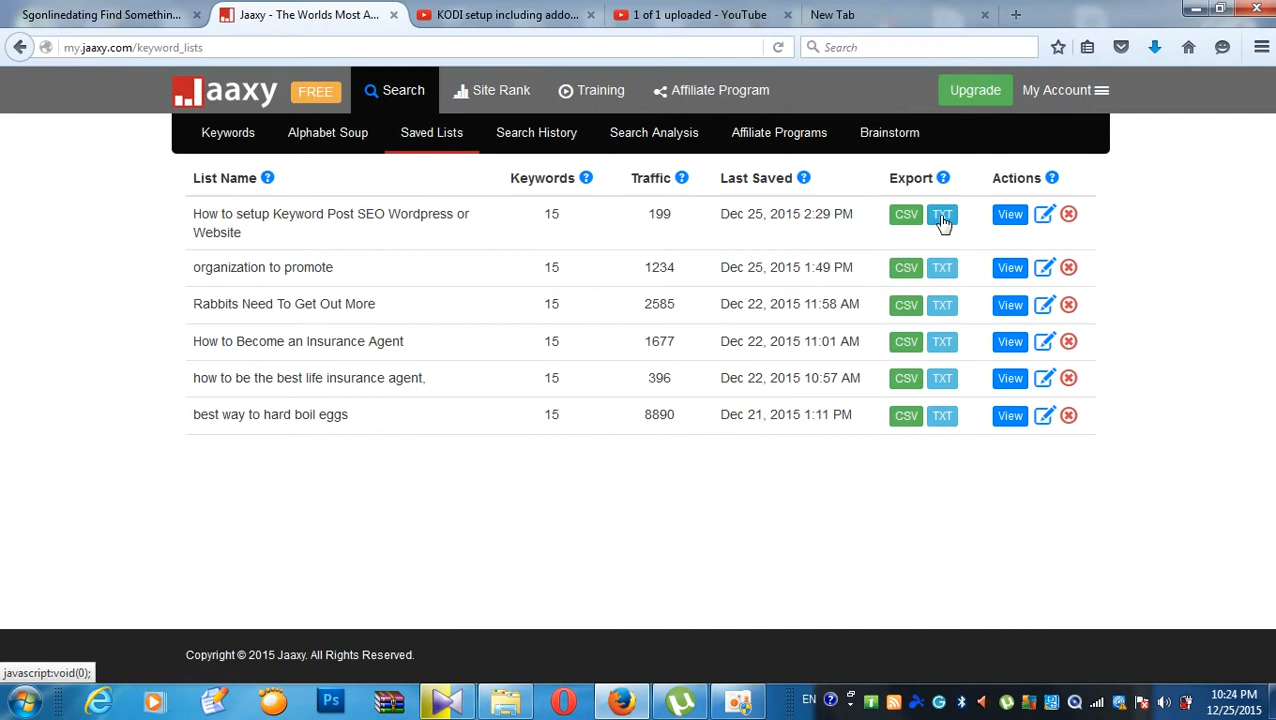 Sgonlinedating Find Somethin...
Jaaxy - The Worlds Most A...
KODI setup including addo...
1 of 1 uploaded - YouTube
New Tab
my.jaaxy.com/keyword_lists
Search
Jaaxy
FREE
Search
Site Rank
Training
Affiliate Program
Upgrade
My Account
Keywords
Alphabet Soup
Saved Lists
Search History
Search Analysis
Affiliate Programs
Brainstorm
List Name ? Keywords ? Traffic ? Last Saved ? Export ? Actions ?
How to setup Keyword Post SEO Wordpress or 15 199 Dec 25, 2015 2:29 PM CSV TXT View
Website
organization to promote 15 1234 Dec 25, 2015 1:49 PM CSV TXT View
Rabbits Need To Get Out More 15 2585 Dec 22, 2015 11:58 AM CSV TXT View
How to Become an Insurance Agent 15 1677 Dec 22, 2015 11:01 AM CSV TXT View
how to be the best life insurance agent, 15 396 Dec 22, 2015 10:57 AM CSV TXT View
best way to hard boil eggs 15 8890 Dec 21, 2015 1:11 PM CSV TXT View
Copyright © 2015 Jaaxy. All Rights Reserved.
javascript:void(0);
Ps
EN
10:24 PM
12/25/2015